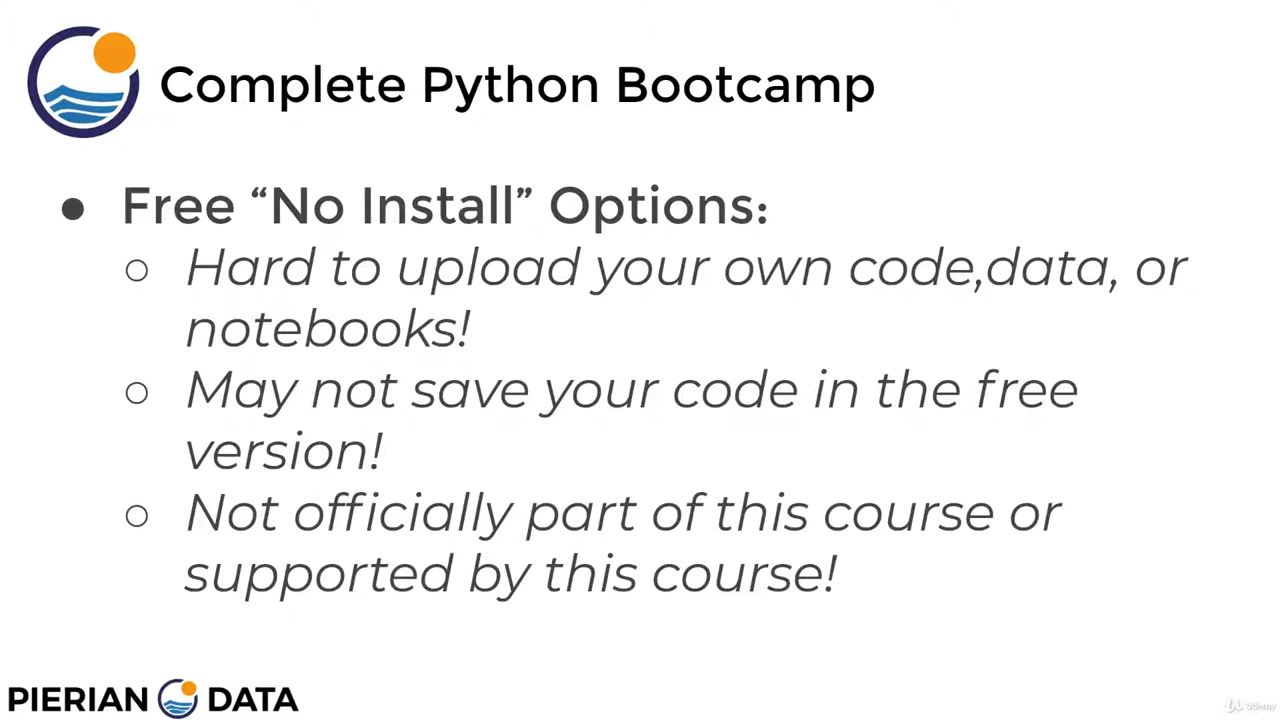 Complete Python Bootcamp
● Free “No Install” Options:
○ Hard to upload your own code,data, or
notebooks!
○ May not save your code in the free
version!
○ Not officially part of this course or
supported by this course!
PIERIAN DATA
Udemy